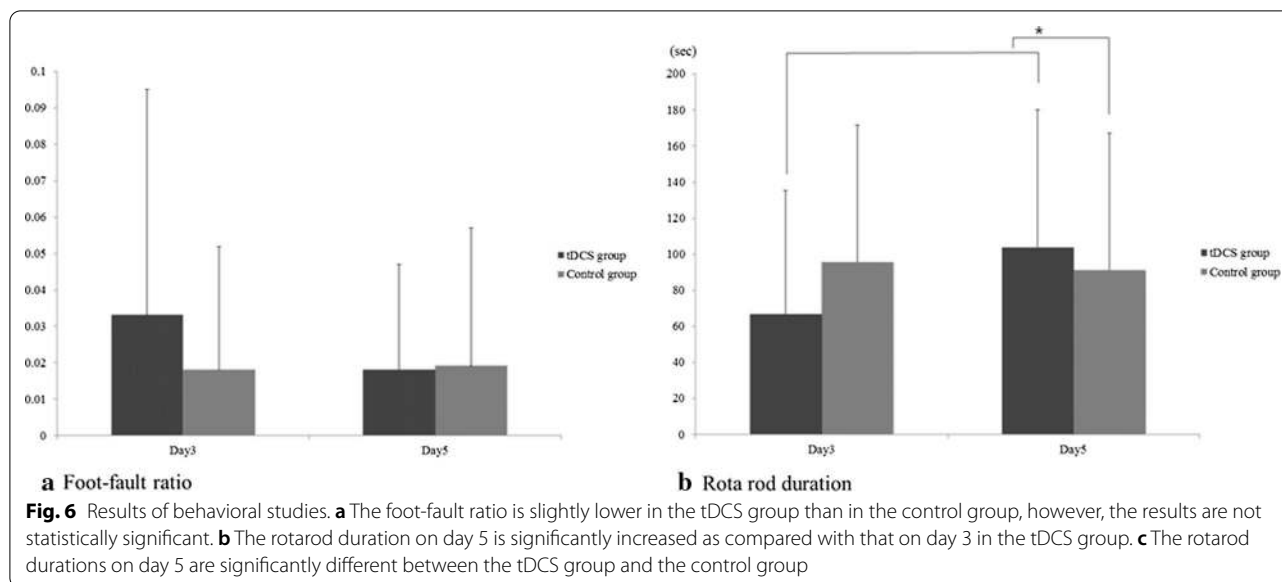 (sec)
*
0.1
0.09
0.08
0.07
0.06
0.05
0.04
0.03
0.02
0.01
0
Day3
Day5
tDCS group
Control group
a Foot-fault ratio
200
180
160
140
120
100
80
60
40
20
0
Day3
Day5
tDCS group
Control group
b Rota rod duration
Fig. 6 Results of behavioral studies. a The foot-fault ratio is slightly lower in the tDCS group than in the control group, however, the results are not
statistically significant. b The rotarod duration on day 5 is significantly increased as compared with that on day 3 in the tDCS group. c The rotarod
durations on day 5 are significantly different between the tDCS group and the control group